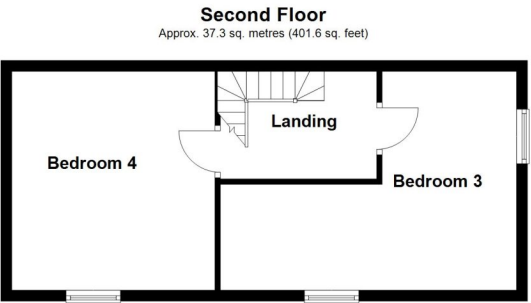 Second Floor
Approx. 37.3 sq. metres (401.6 sq. feet)
Landing
Bedroom 4
Bedroom 3